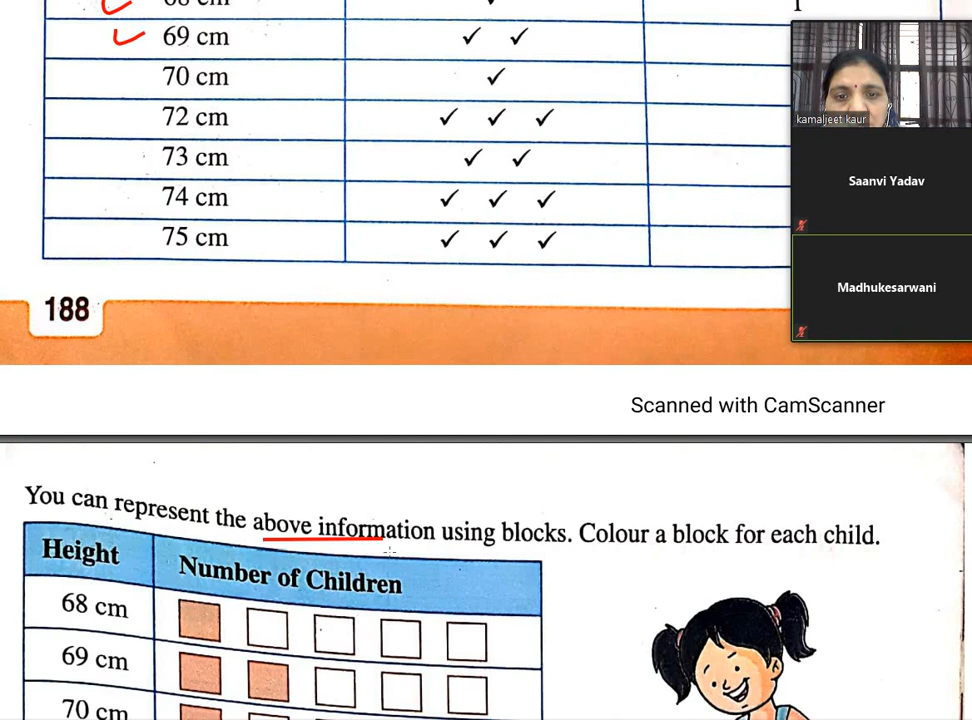 68 cm
69 cm ✓ ✓
70 cm ✓
72 cm ✓ ✓ ✓
73 cm ✓ ✓
74 cm ✓ ✓ ✓
75 cm ✓ ✓ ✓
188
kamaljeet kaur
Saanvi Yadav
Madhukesarwani
Scanned with CamScanner
You can represent the above information using blocks. Colour a block for each child.
Height Number of Children
68 cm
69 cm
70 cm